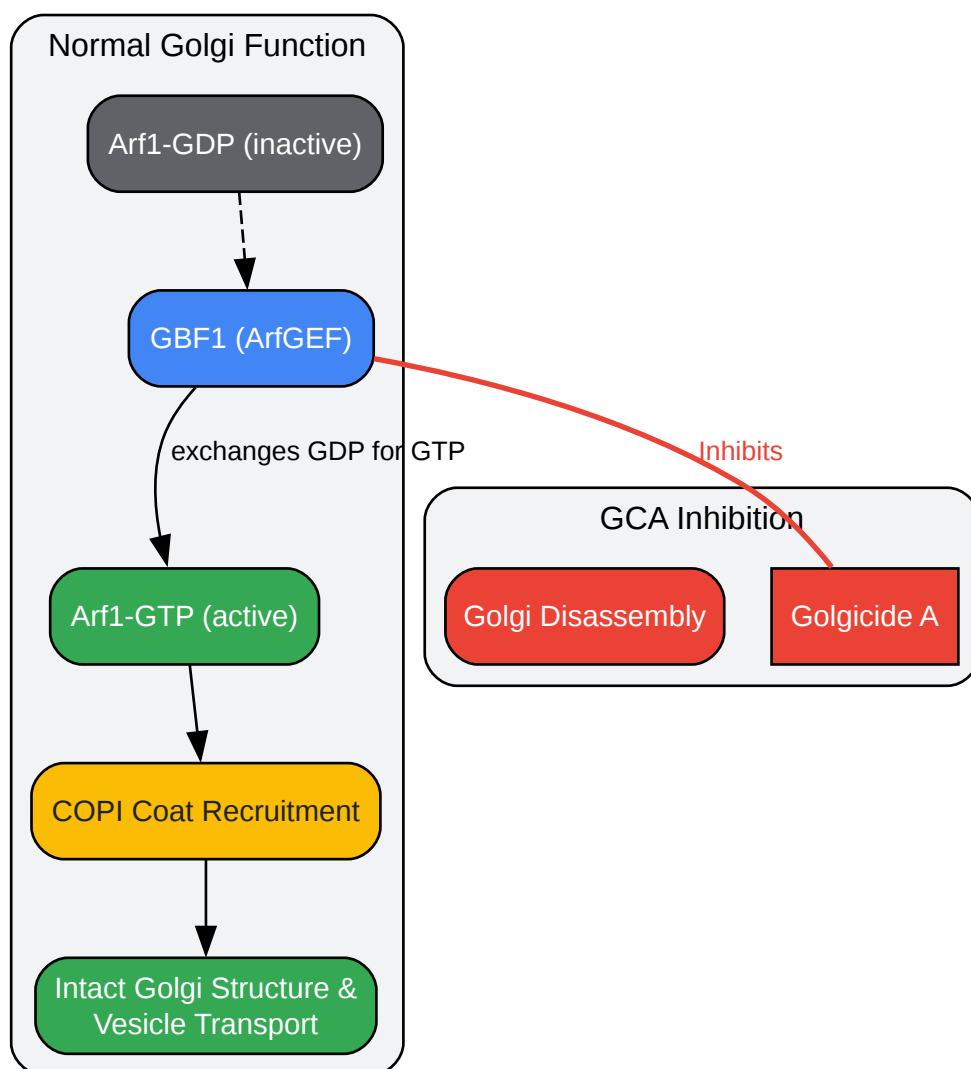 Normal Golgi Function
Arf1-GDP (inactive)
GBF1 (ArfGEF)
exchanges GDP for GTP
Inhibits
GCA Inhibition
Arf1-GTP (active)
Golgi Disassembly
Golgicide A
COPI Coat Recruitment
Intact Golgi Structure &
Vesicle Transport